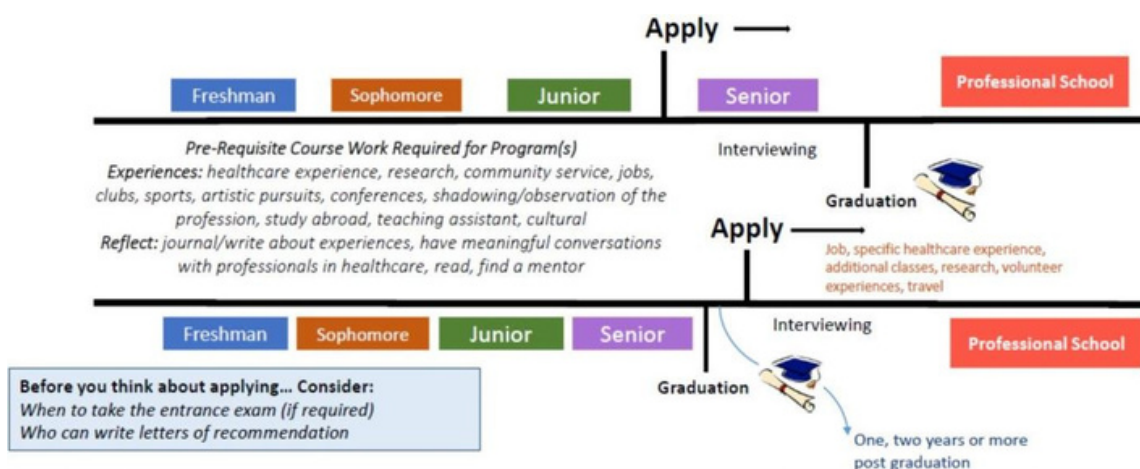 Apply
Freshman
Sophomore
Junior
Senior
Professional School
Pre-Requisite Course Work Required for Program(s)
Experiences: healthcare experience, research, community service, jobs,
clubs, sports, artistic pursuits, conferences, shadowing/observation of the
profession, study abroad, teaching assistant, cultural
Reflect: journal/write about experiences, have meaningful conversations
with professionals in healthcare, read, find a mentor
Interviewing
Graduation
Apply
Job, specific healthcare experience,
additional classes, research, volunteer
experiences, travel
Freshman
Sophomore
Junior
Senior
Interviewing
Professional School
Graduation
Before you think about applying... Consider:
When to take the entrance exam (if required)
Who can write letters of recommendation
One, two years or more
post graduation